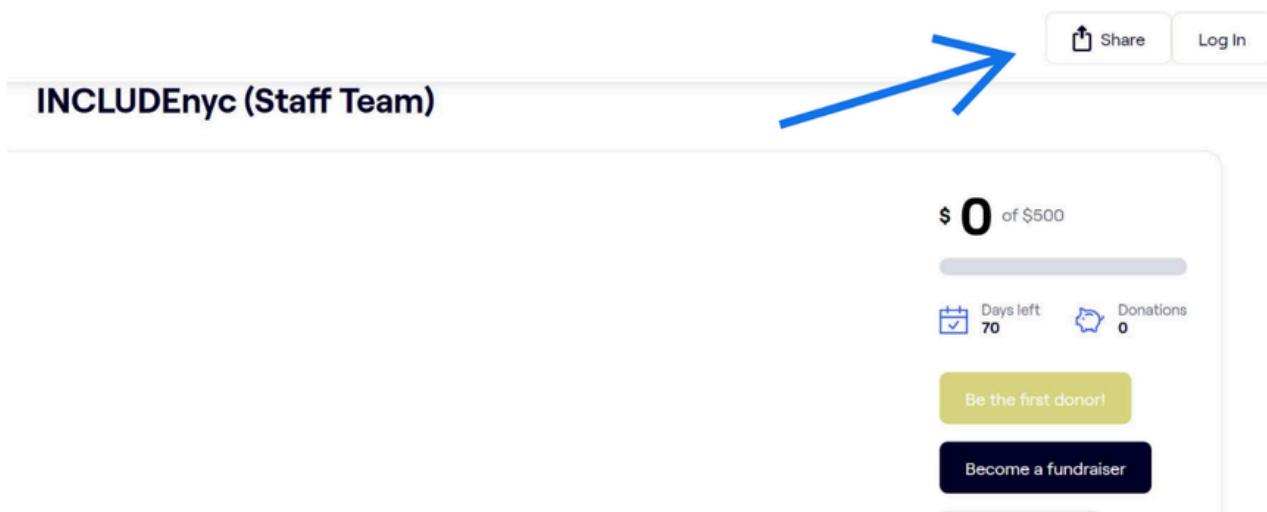 Share
Log In
INCLUDEnyc (Staff Team)
$ 0 of $500
Days left
70
Donations
0
Be the first donor!
Become a fundraiser